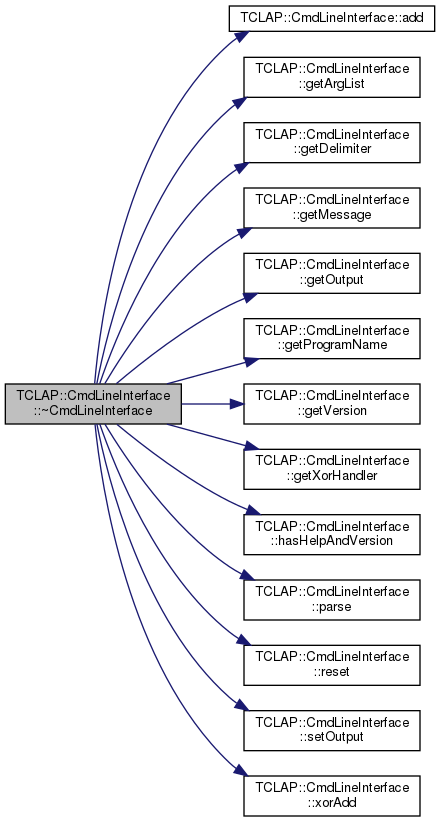 TCLAP::CmdLineInterface::add
TCLAP::CmdLineInterface
::getArgList
TCLAP::CmdLineInterface
::getDelimiter
TCLAP::CmdLineInterface
::getMessage
TCLAP::CmdLineInterface
::getOutput
TCLAP::CmdLineInterface
::getProgramName
TCLAP::CmdLineInterface
::~CmdLineInterface
TCLAP::CmdLineInterface
::getVersion
TCLAP::CmdLineInterface
::getXorHandler
TCLAP::CmdLineInterface
::hasHelpAndVersion
TCLAP::CmdLineInterface
::parse
TCLAP::CmdLineInterface
::reset
TCLAP::CmdLineInterface
::setOutput
TCLAP::CmdLineInterface
::xorAdd